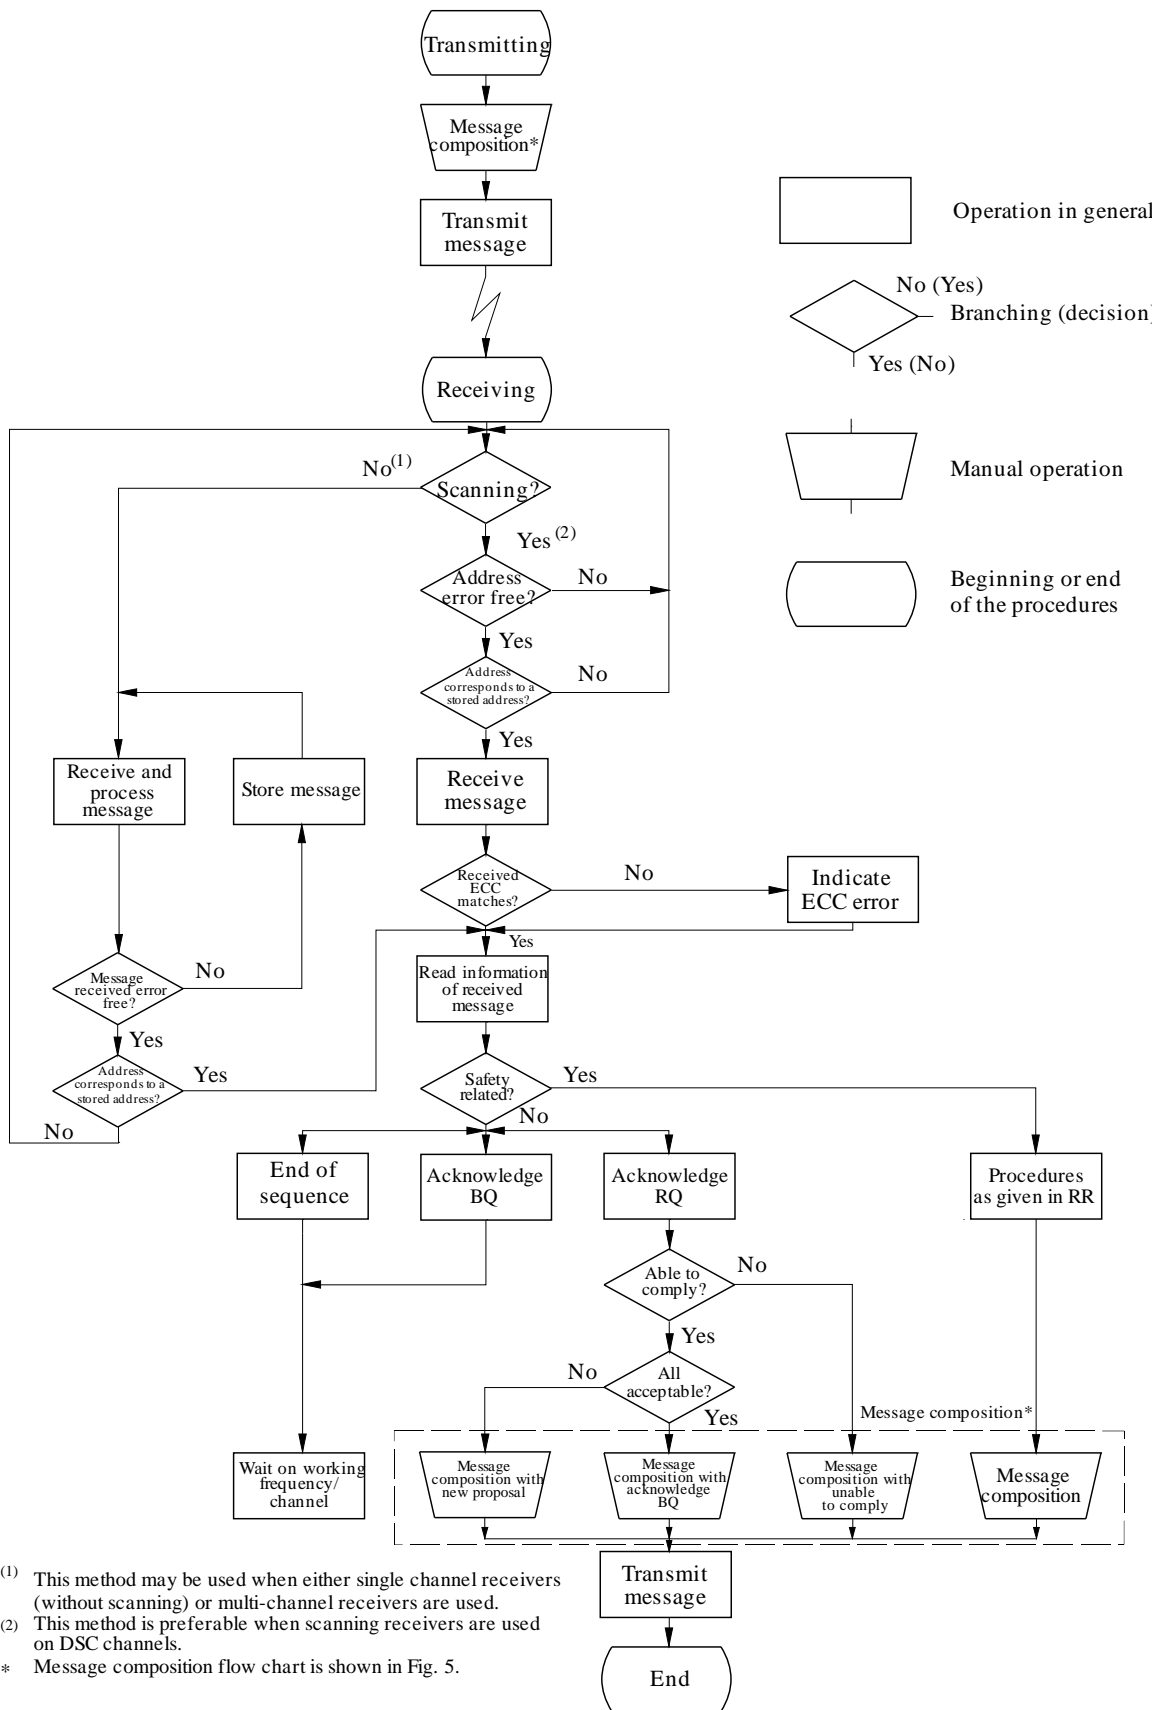 Transmitting
Message
composition*
Transmit
message
Operation in general
No (Yes)
Branching (decision)
Yes (No)
Receiving
No(1)
Scanning?
Manual operation
Yes (2)
Address
error free?
No
Beginning or end
of the procedures
Yes
Address
corresponds to a
stored address?
No
Yes
Receive and
process
message
Store message
Receive
message
Received
ECC
matches?
No
Indicate
ECC error
Yes
Message
received error
free?
No
Read information
of received
message
Yes
Address
corresponds to a
stored address?
Yes
No
Safety
related?
Yes
No
End of
sequence
Acknowledge
BQ
Acknowledge
RQ
Procedures
as given in RR
Able to
comply?
No
Yes
All
acceptable?
No
Yes
Message composition*
Wait on working
frequency/
channel
Message
composition with
new proposal
Message
composition with
acknowledge
BQ
Message
composition with
unable
to comply
Message
composition
Transmit
message
End
(1) This method may be used when either single channel receivers
(without scanning) or multi-channel receivers are used.
(2) This method is preferable when scanning receivers are used
on DSC channels.
* Message composition flow chart is shown in Fig. 5.